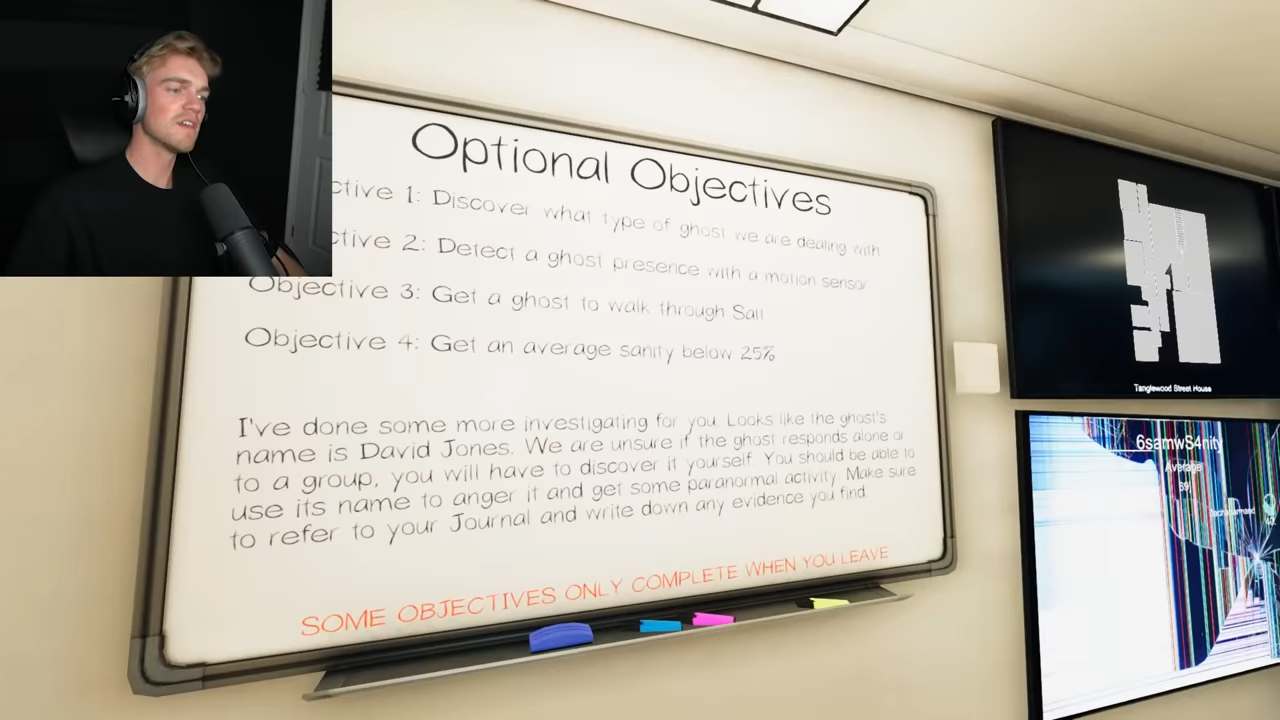 Optional Objectives
ctive 1: Discover what type of ghost we are dealing with
ctive 2: Detect a ghost presence with a motion sensor
Objective 3: Get a ghost to walk through Salt
Objective 4: Get an average sanity below 25%
I've done some more investigating for you. Looks like the ghost's
name is David Jones. We are unsure if the ghost responds alone or
to a group, you will have to discover it yourself. You should be able to
use its name to anger it and get some paranormal activity. Make sure
to refer to your Journal and write down any evidence you find.
SOME OBJECTIVES ONLY COMPLETE WHEN YOU LEAVE
Tanglewood Street House
6samwS4nity
Average